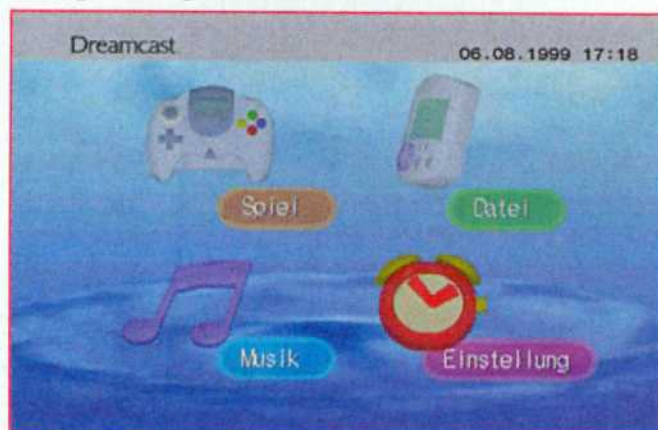 Dreamcast
06.08.1999 17:18
Spiel
Datei
Musik
Einstellung